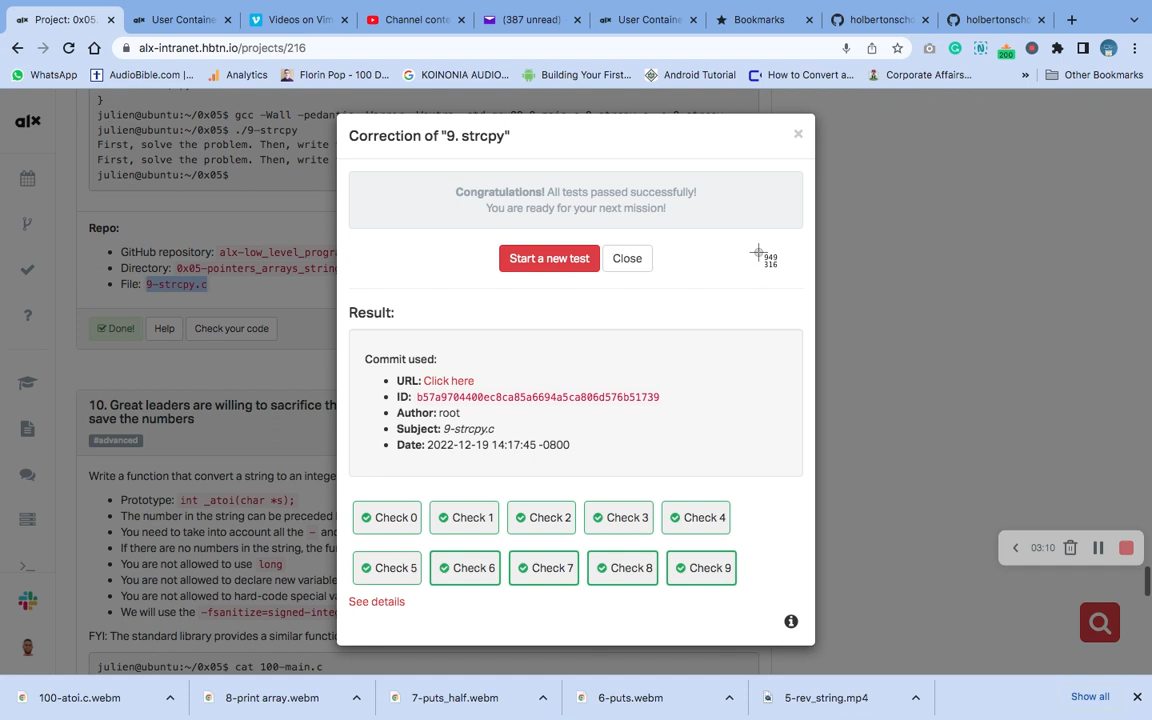 Project: 0x05.
User Containe
Videos on Vim
Channel conte
(387 unread)
User Containe
Bookmarks
holbertonscho
holbertonscho
alx-intranet.hbtn.io/projects/216
200
WhatsApp
AudioBible.com |...
Analytics
Florin Pop - 100 D...
KOINONIA AUDIO...
Building Your First...
Android Tutorial
How to Convert a...
Corporate Affairs...
»
Other Bookmarks
alx
}
julien@ubuntu:~/0x05$ gcc -Wall -pedan
julien@ubuntu:~/0x05$ ./9-strcpy
First, solve the problem. Then, write
First, solve the problem. Then, write
julien@ubuntu:~/0x05$
Repo:
GitHub repository: alx-low_level_progra
Directory: 0x05-pointers_arrays_string
File: 9-strcpy.c
Done!
Help
Check your code
10. Great leaders are willing to sacrifice th
save the numbers
#advanced
Write a function that convert a string to an intege
Prototype: int _atoi(char *s);
The number in the string can be preceded
You need to take into account all the - and
If there are no numbers in the string, the fu
You are not allowed to use long
You are not allowed to declare new variable
You are not allowed to hard-code special va
We will use the -fsanitize=signed-inte
FYI: The standard library provides a similar functi
julien@ubuntu:~/0x05$ cat 100-main.c
Correction of "9. strcpy"
×
Congratulations! All tests passed successfully!
You are ready for your next mission!
Start a new test
Close
949
316
Result:
Commit used:
URL: Click here
ID: b57a9704400ec8ca85a6694a5ca806d576b51739
Author: root
Subject: 9-strcpy.c
Date: 2022-12-19 14:17:45 -0800
Check 0
Check 1
Check 2
Check 3
Check 4
Check 5
Check 6
Check 7
Check 8
Check 9
See details
03:10
100-atoi.c.webm
8-print array.webm
7-puts_half.webm
6-puts.webm
5-rev_string.mp4
Show all